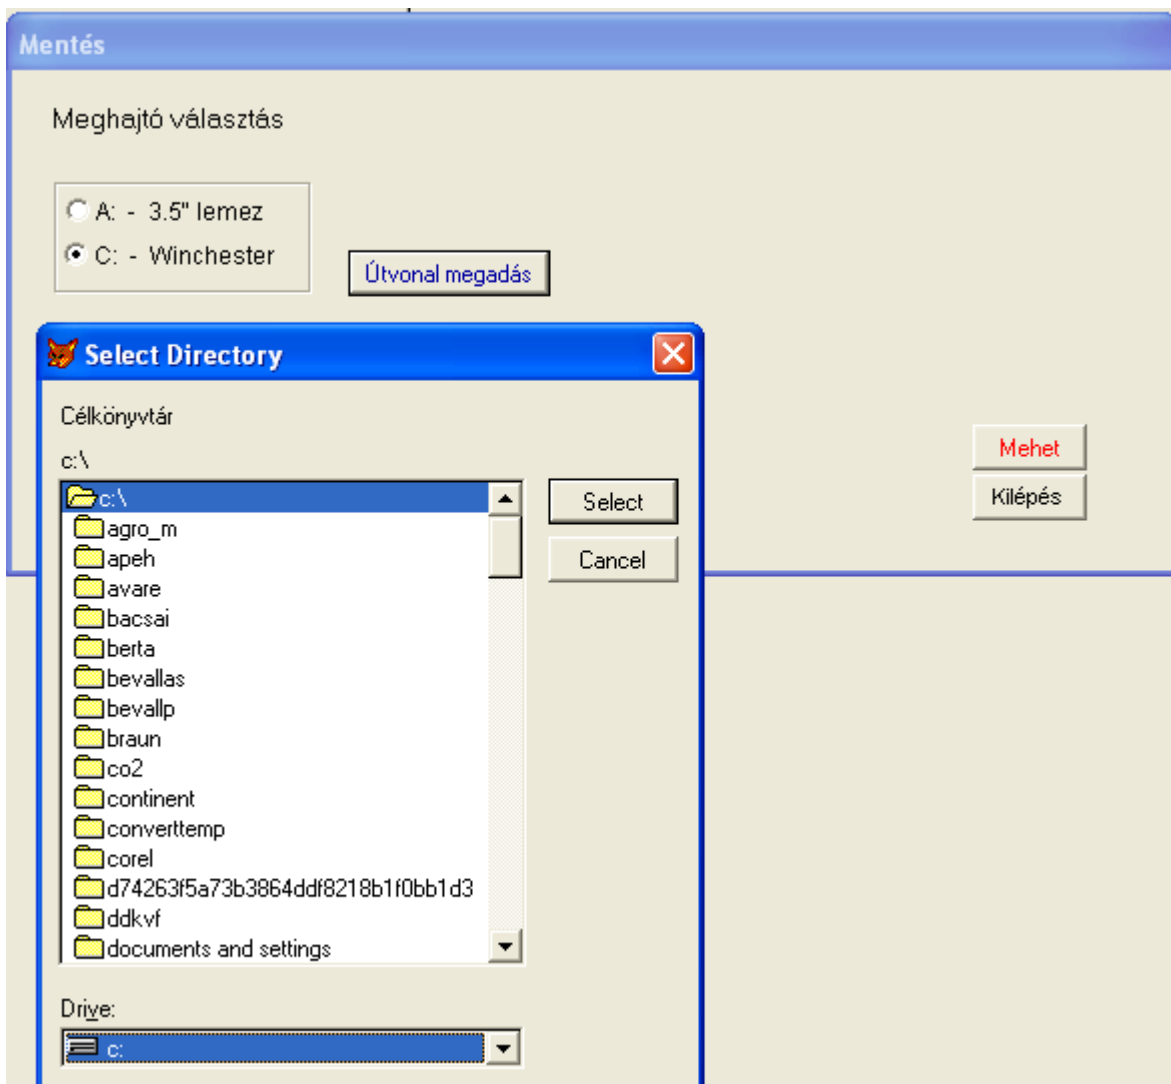 Mentés
Meghajtó választás
A: - 3.5" lemez
C: - Winchester
Útvonal megadás
Select Directory
Célkönyvtár
c:\
c:\
agro_m
apeh
avare
bacsai
berta
bevallas
bevallp
braun
co2
continent
converttemp
corel
d74263f5a73b3864ddf8218b1f0bb1d3
ddkvf
documents and settings
Select
Cancel
Drive:
c:
Mehet
Kilépés